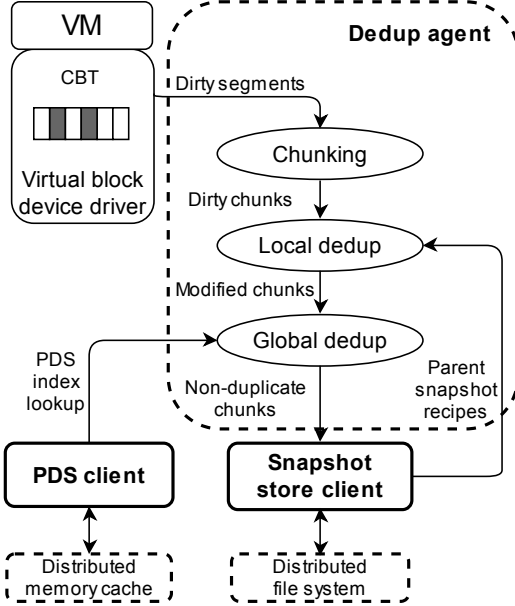 VM
Dedup agent
CBT
Dirty segments
Virtual block
device driver
Chunking
Dirty chunks
Local dedup
Modified chunks
Global dedup
PDS
index
lookup
Non-duplicate
chunks
Parent
snapshot
recipes
PDS client
Snapshot
store client
Distributed
memory cache
Distributed
file system